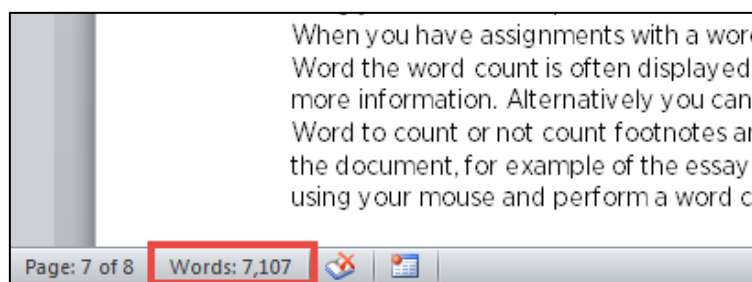 When you have assignments with a
Word the word count is often displayed
more information. Alternatively you can
Word to count or not count footnotes
the document, for example of the essay
using your mouse and perform a word
Page: 7 of 8 Words: 7,107